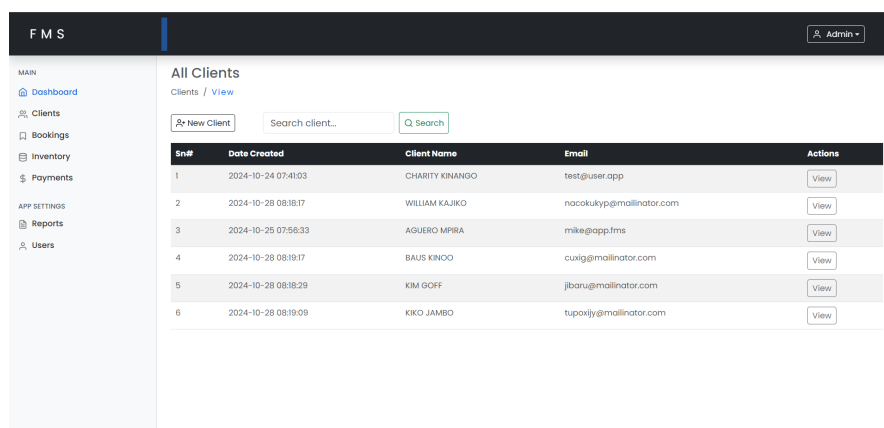 FMS
Admin
MAIN
Dashboard
Clients
Bookings
Inventory
Payments
APP SETTINGS
Reports
Users
All Clients
Clients / View
New Client Search client... Search
Sn# Date Created Client Name Email Actions
1 2024-10-24 07:41:03 CHARITY KINANGO test@user.app View
2 2024-10-28 08:18:17 WILLIAM KAJIKO nacokukyp@mailinator.com View
3 2024-10-25 07:56:33 AGUERO MPIRA mike@app.fms View
4 2024-10-28 08:19:17 BAUS KINOO cuxig@mailinator.com View
5 2024-10-28 08:18:29 KIM GOFF jibaru@mailinator.com View
6 2024-10-28 08:19:09 KIKO JAMBO tupoxijy@mailinator.com View